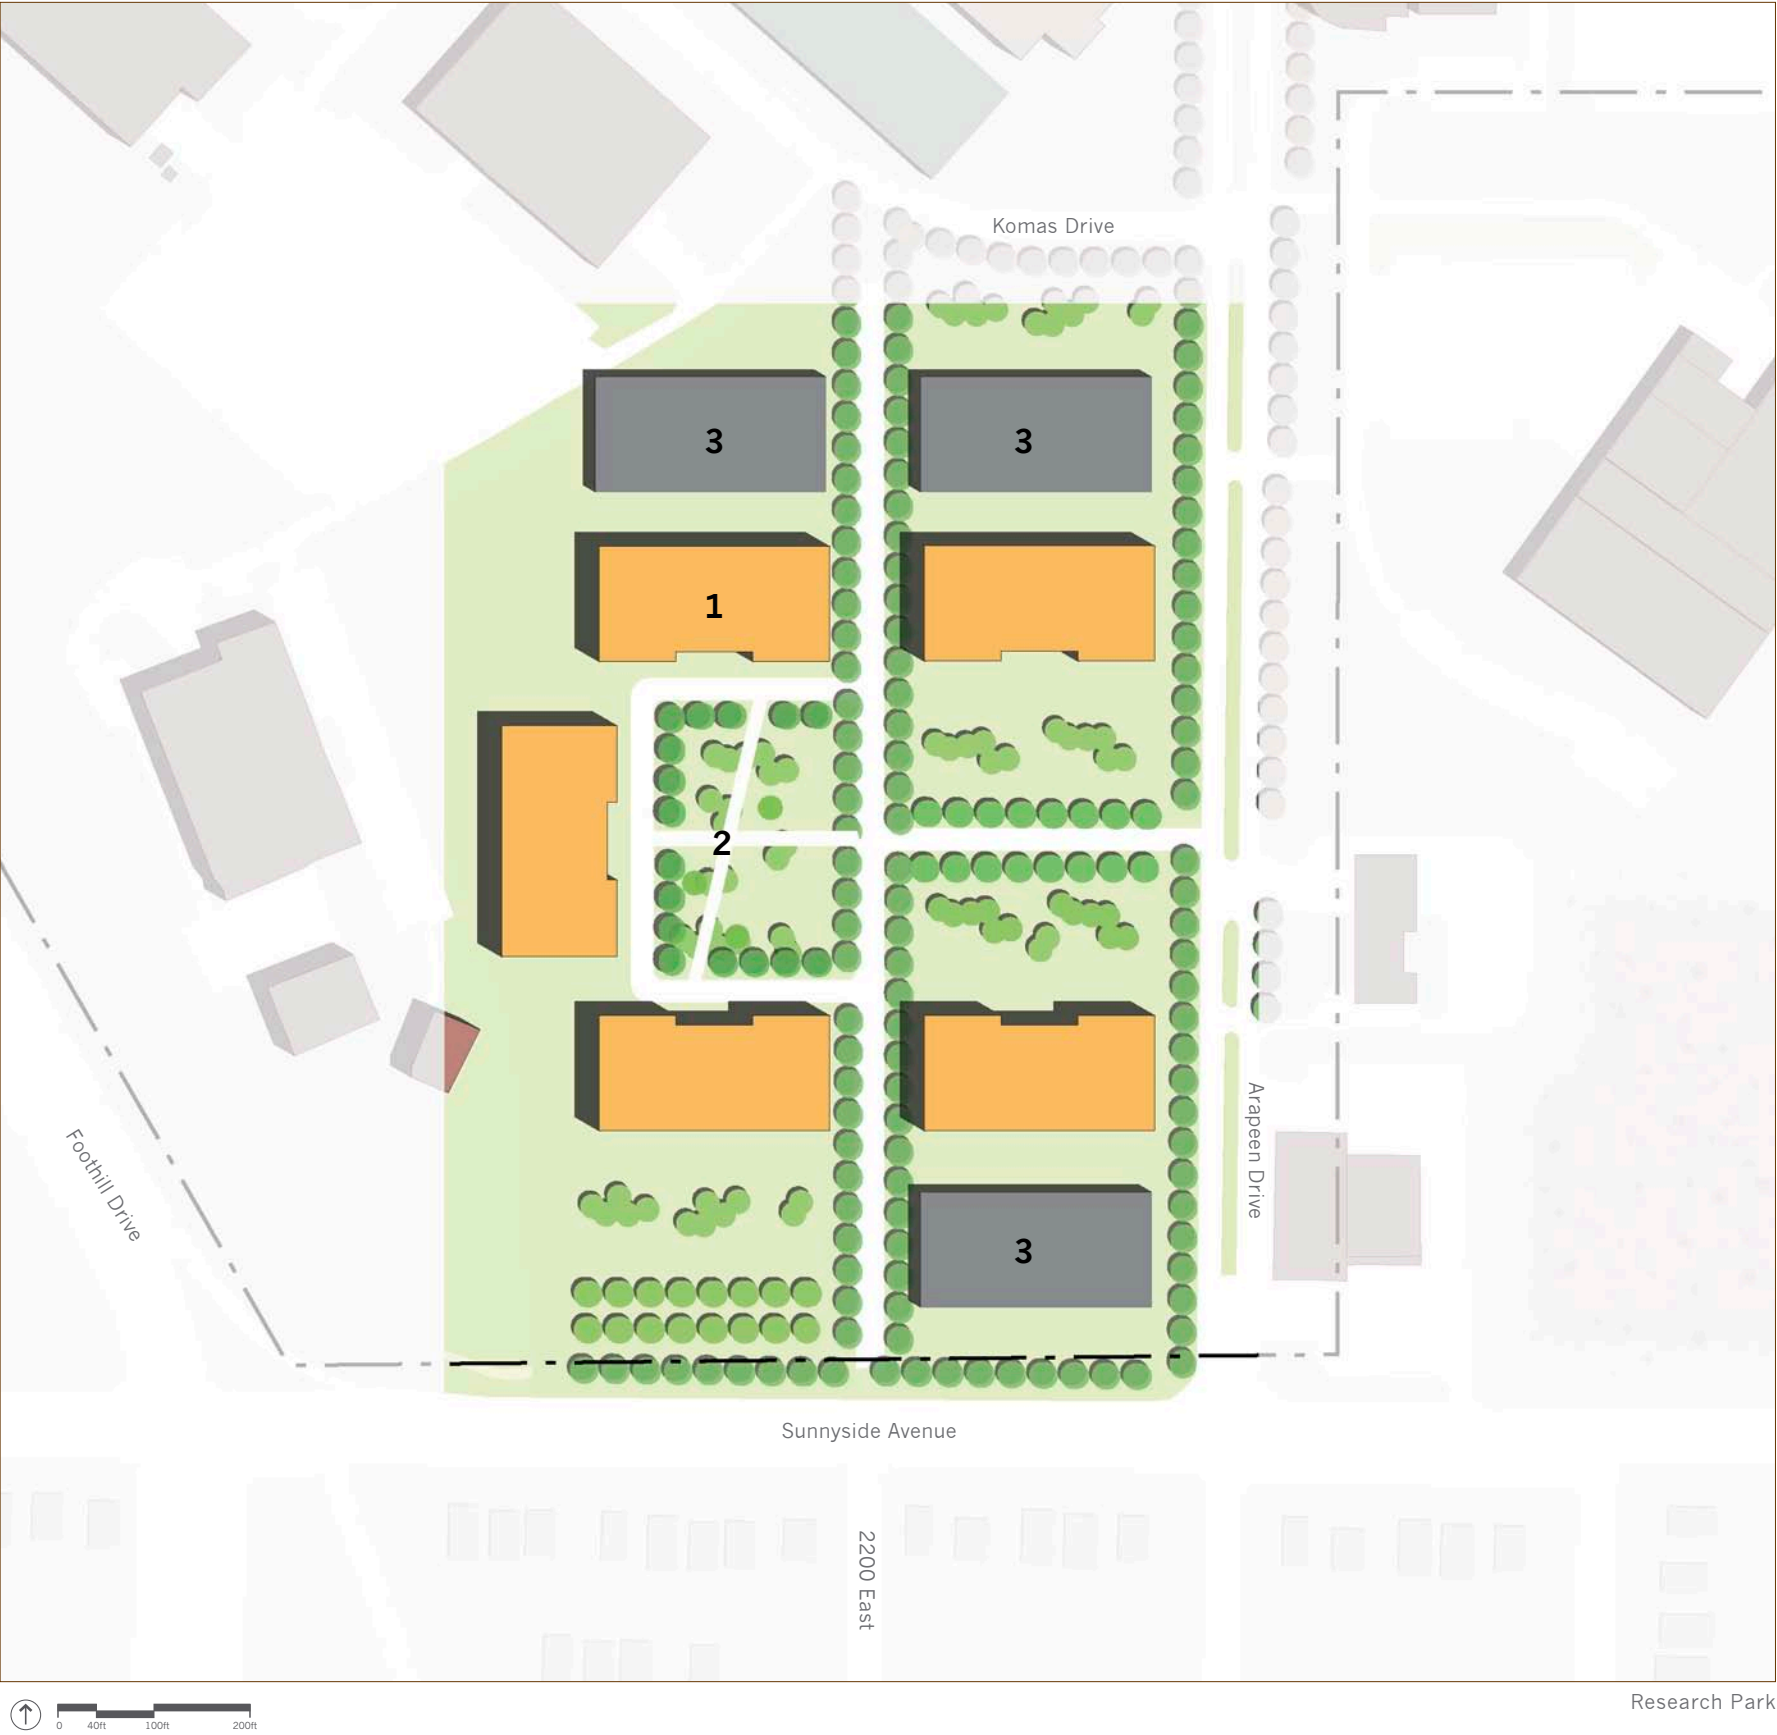 Komas Drive
3
3
1
2
Foothill Drive
Arapeen Drive
3
Sunnyside Avenue
2200 East
0 40ft 100ft 200ft
Research Park